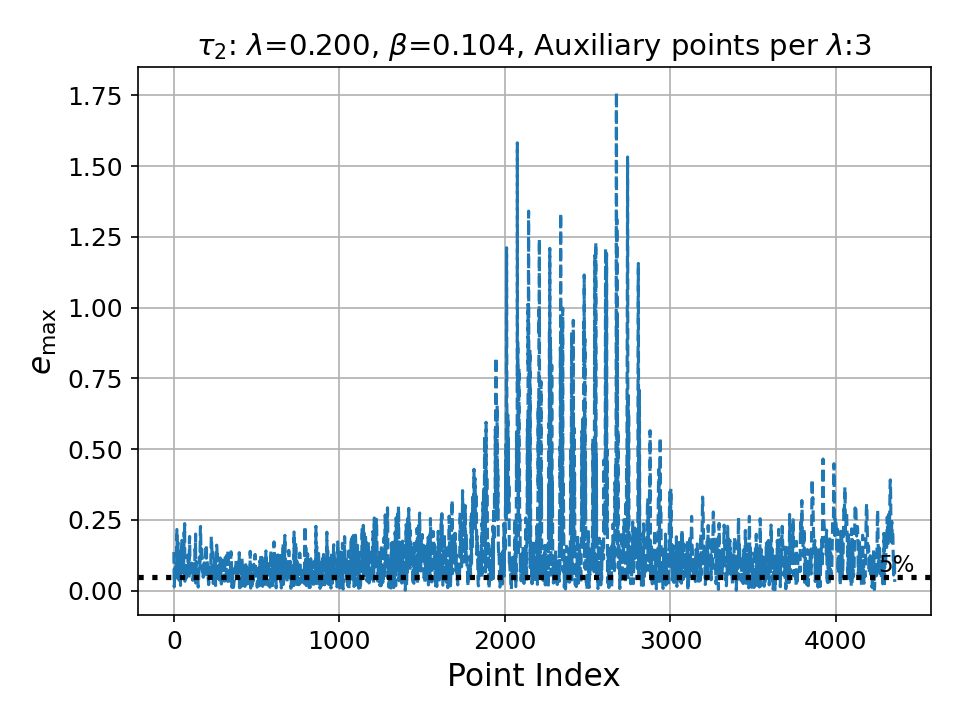 τ₂: λ=0.200, β=0.104, Auxiliary points per λ:3
1.75
1.50
1.25
1.00
0.75
0.50
0.25
0.00
e_max
5%
0 1000 2000 3000 4000
Point Index